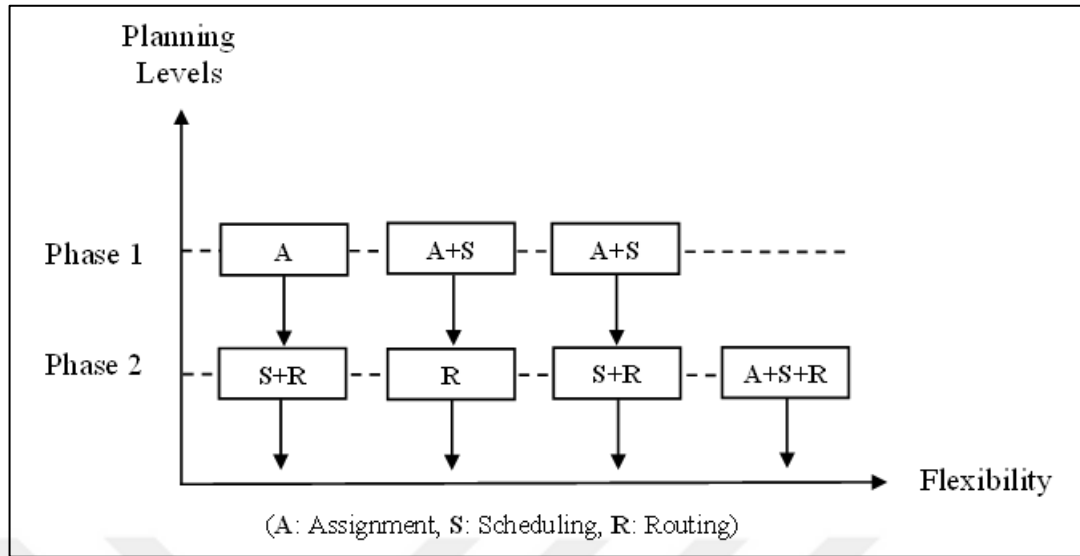 Planning
Levels
Phase 1
A
A+S
A+S
Phase 2
S+R
R
S+R
A+S+R
Flexibility
(A: Assignment, S: Scheduling, R: Routing)